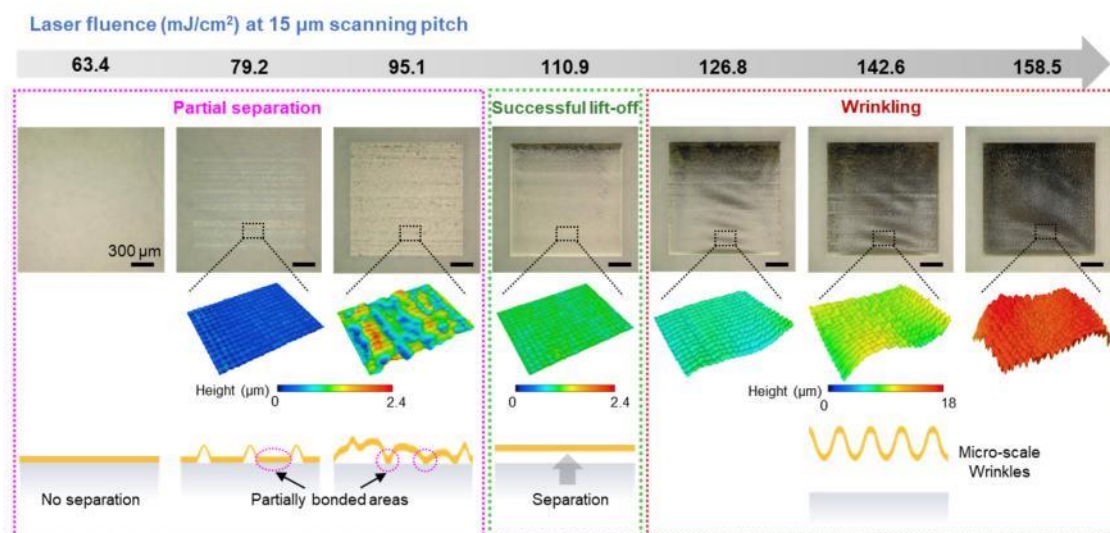 Laser fluence (mJ/cm²) at 15 µm scanning pitch
63.4 79.2 95.1 110.9 126.8 142.6 158.5
Partial separation Successful lift-off Wrinkling
300 µm
Height (µm)
0 2.4
0 2.4
Height (µm)
0 18
No separation
Partially bonded areas
Separation
Micro-scale
Wrinkles